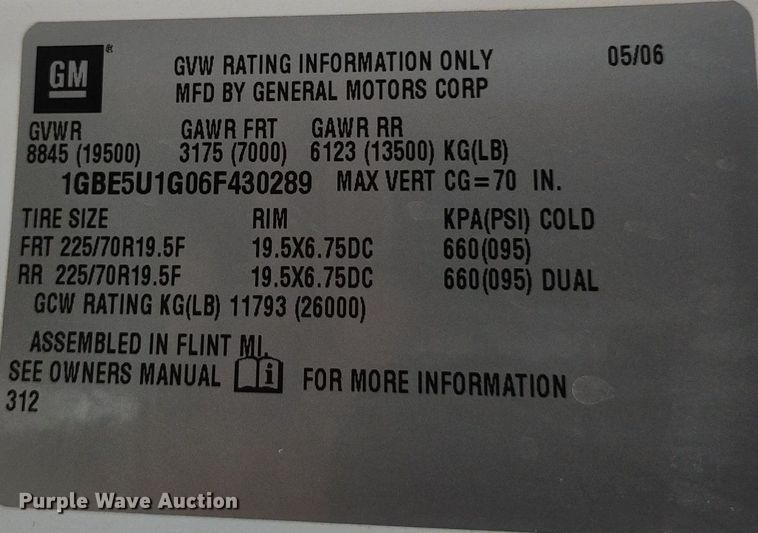 GM®
GVW RATING INFORMATION ONLY 05/06
MFD BY GENERAL MOTORS CORP
GVWR GAWR FRT GAWR RR
8845 (19500) 3175 (7000) 6123 (13500) KG(LB)
1GBE5U1G06F430289 MAX VERT CG=70 IN.
TIRE SIZE RIM KPA(PSI) COLD
FRT 225/70R19.5F 19.5X6.75DC 660(095)
RR 225/70R19.5F 19.5X6.75DC 660(095) DUAL
GCW RATING KG(LB) 11793 (26000)
ASSEMBLED IN FLINT MI.
SEE OWNERS MANUAL i FOR MORE INFORMATION
312
Purple Wave Auction